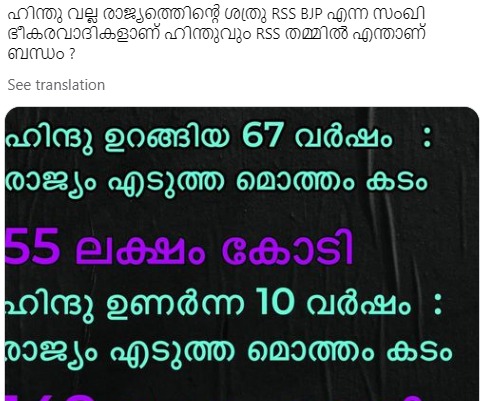 ഹിന്തു വല്ല രാജ്യത്തിന്റെ ശത്രു RSS BJP എന്ന സംഖി
ഭീകരവാദികളാണ് ഹിന്തുവും RSS തമ്മിൽ എന്താണ്
ബന്ധം ?
See translation
ഹിന്ദു ഉറങ്ങിയ 67 വർഷം :
രാജ്യം എടുത്ത മൊത്തം കടം
55 ലക്ഷം കോടി
ഹിന്ദു ഉണർന്ന 10 വർഷം :
രാജ്യം എടുത്ത മൊത്തം കടം